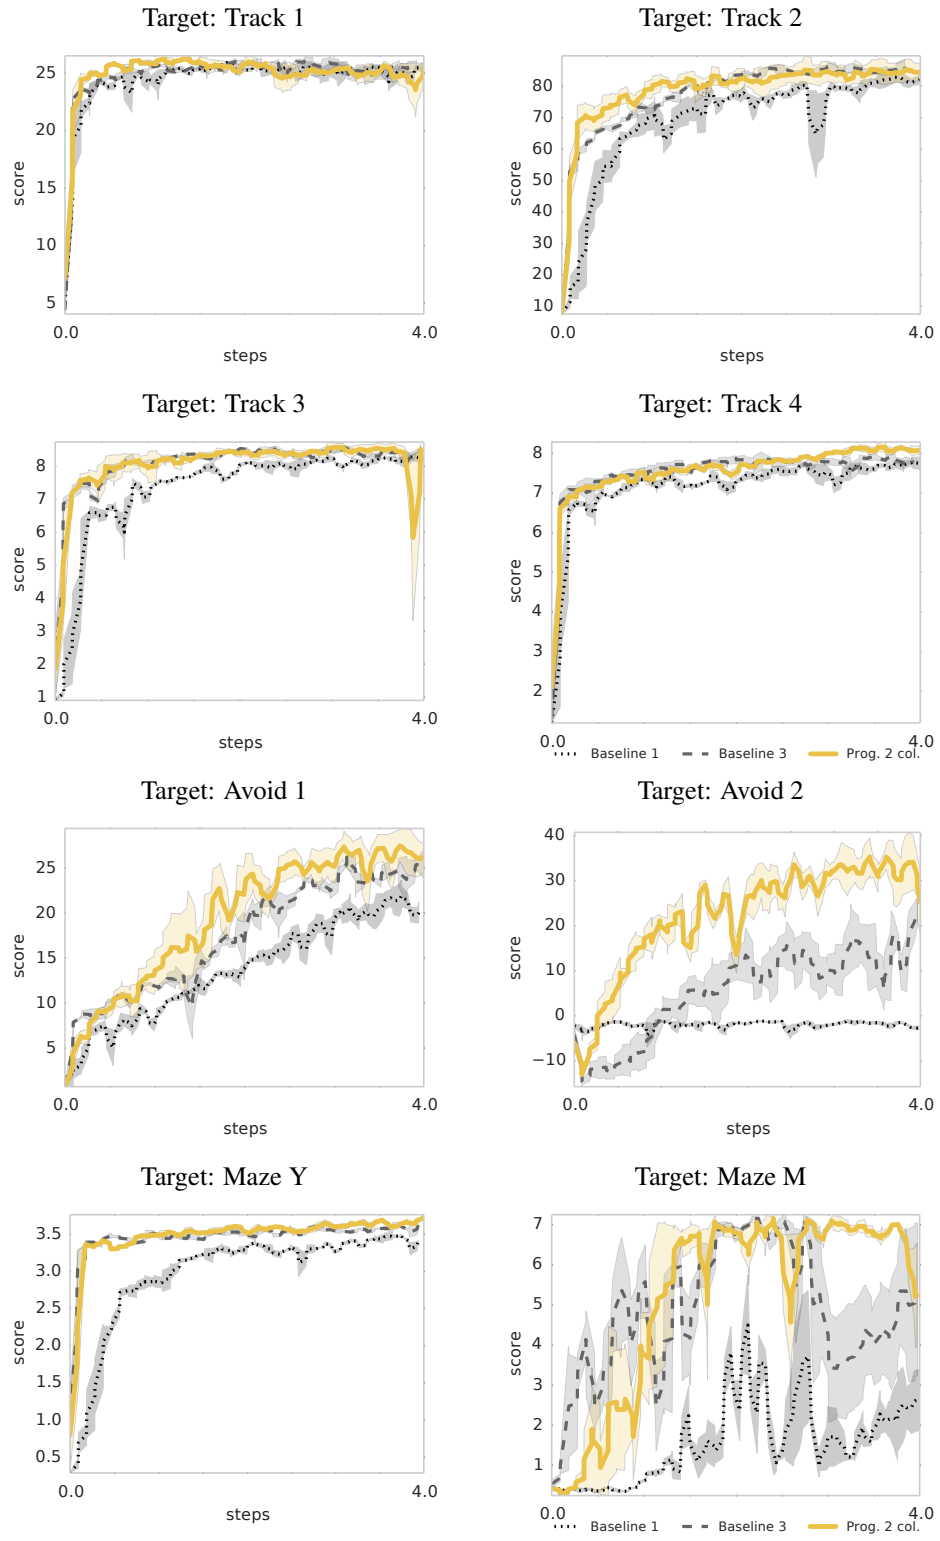 Target: Track 1
Target: Track 2
25
20
15
10
5
score
0.0
4.0
steps
80
70
60
50
40
30
20
10
score
0.0
4.0
steps
Target: Track 3
Target: Track 4
8
7
6
5
4
3
2
1
score
0.0
4.0
steps
8
7
6
5
4
3
2
score
0.0
4.0
Baseline 1 Baseline 3 Prog. 2 col.
Target: Avoid 1
Target: Avoid 2
25
20
15
10
5
score
0.0
4.0
steps
40
30
20
10
0
−10
score
0.0
4.0
steps
Target: Maze Y
Target: Maze M
3.5
3.0
2.5
2.0
1.5
1.0
0.5
score
0.0
4.0
steps
7
6
5
4
3
2
1
score
0.0
4.0
Baseline 1 Baseline 3 Prog. 2 col.